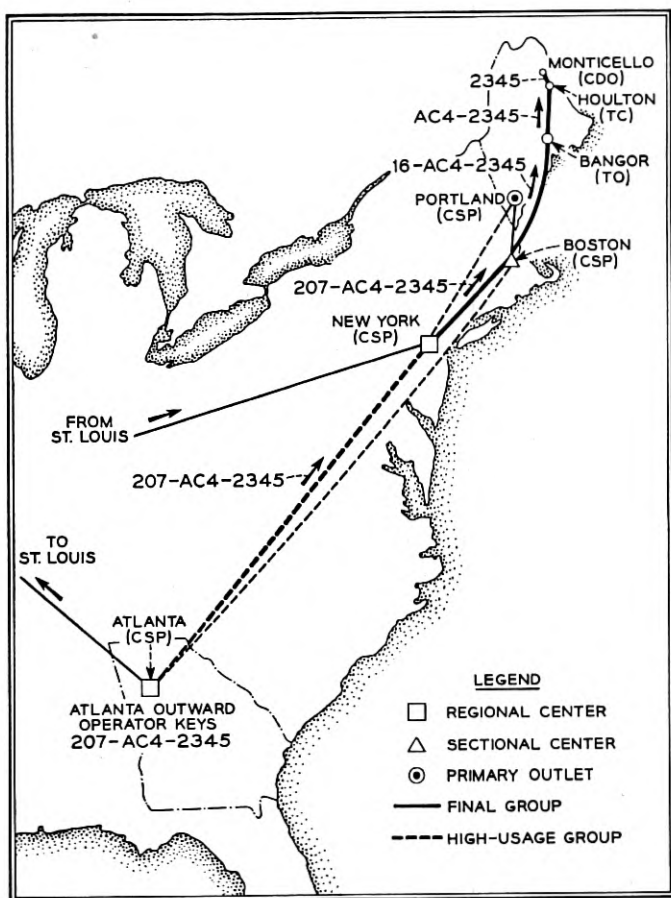 MONTICELLO
(CDO)
2345
HOULTON
(TC)
AC4-2345
BANGOR
(TO)
16-AC4-2345
PORTLAND
(CSP)
BOSTON
(CSP)
207-AC4-2345
NEW YORK
(CSP)
FROM
ST. LOUIS
207-AC4-2345
TO
ST. LOUIS
ATLANTA
(CSP)
ATLANTA OUTWARD
OPERATOR KEYS
207-AC4-2345
LEGEND
REGIONAL CENTER
SECTIONAL CENTER
PRIMARY OUTLET
FINAL GROUP
HIGH-USAGE GROUP